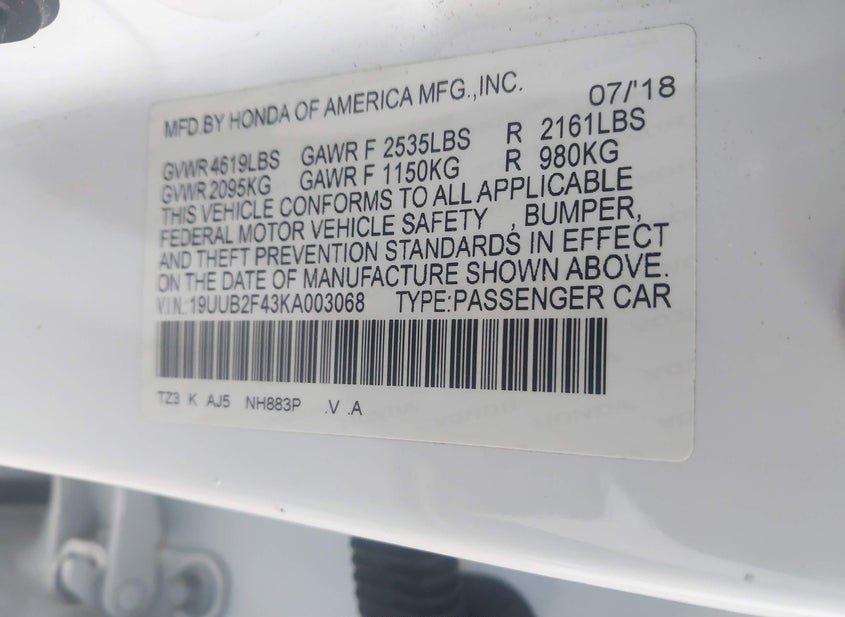 MFD.BY HONDA OF AMERICA MFG.,INC. 07/'18
GVWR 4619LBS GAWR F 2535LBS R 2161LBS
GVWR 2095KG GAWR F 1150KG R 980KG
THIS VEHICLE CONFORMS TO ALL APPLICABLE
FEDERAL MOTOR VEHICLE SAFETY , BUMPER,
AND THEFT PREVENTION STANDARDS IN EFFECT
ON THE DATE OF MANUFACTURE SHOWN ABOVE.
V.I.N.:19UUB2F43KA003068 TYPE:PASSENGER CAR
TZ3 K AJ5 NH883P .V .A